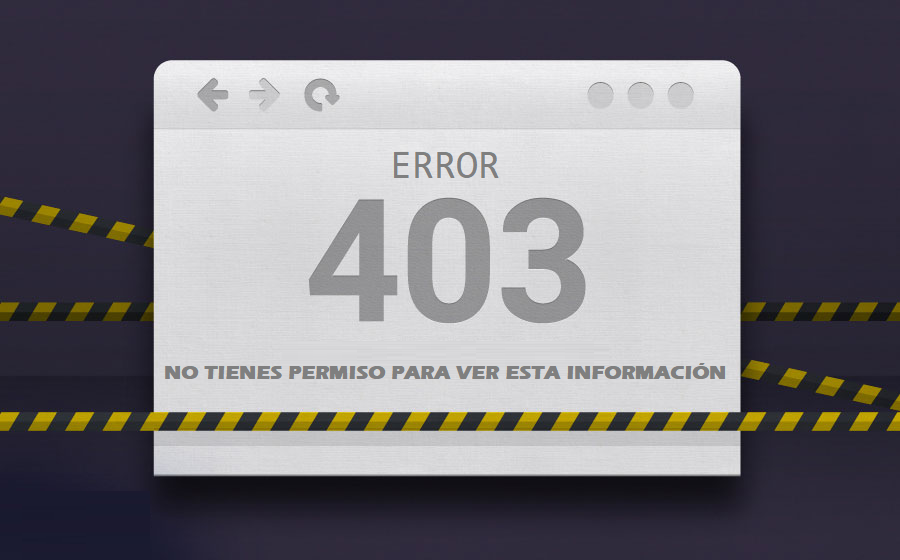 ERROR
403
NO TIENES PERMISO PARA VER ESTA INFORMACIÓN